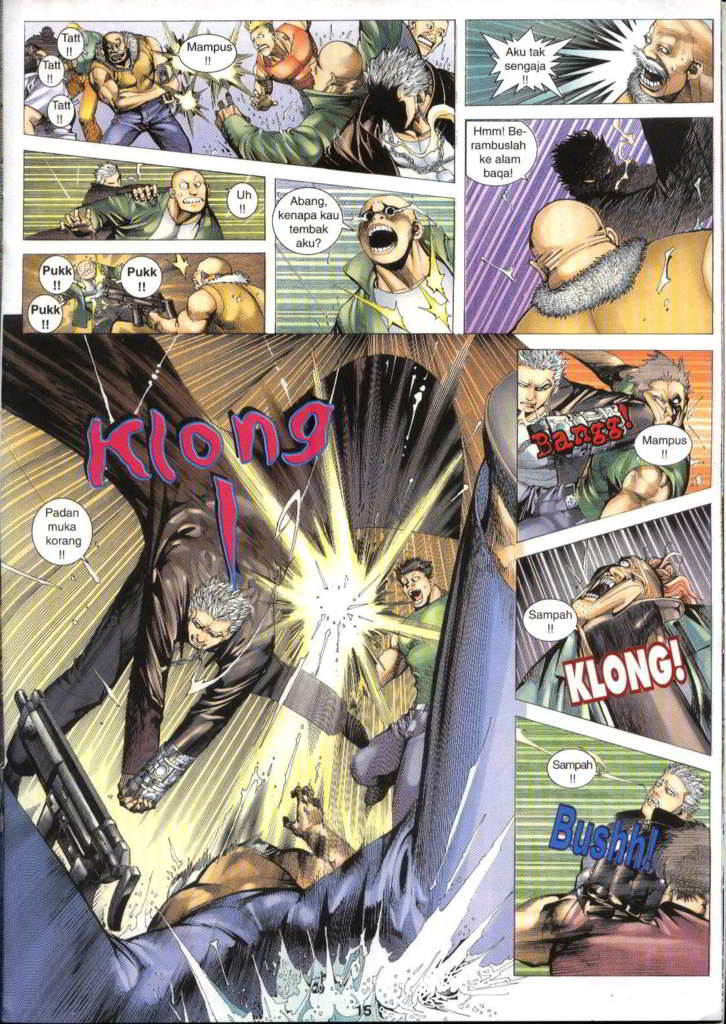 Tatt
!!
Tatt
!!
Tatt
!!
Mampus
!!
Aku tak
sengaja
!!
Hmm! Be-
rambuslah
ke alam
baqa!
Uh
!!
Abang,
kenapa kau
tembak
aku?
Pukk
!!
Pukk
!!
Pukk
!!
Klong!
Padan
muka
korang
!!
Bangg!
Mampus
!!
Sampah
!!
KLONG!
Sampah
!!
Bushh!
15